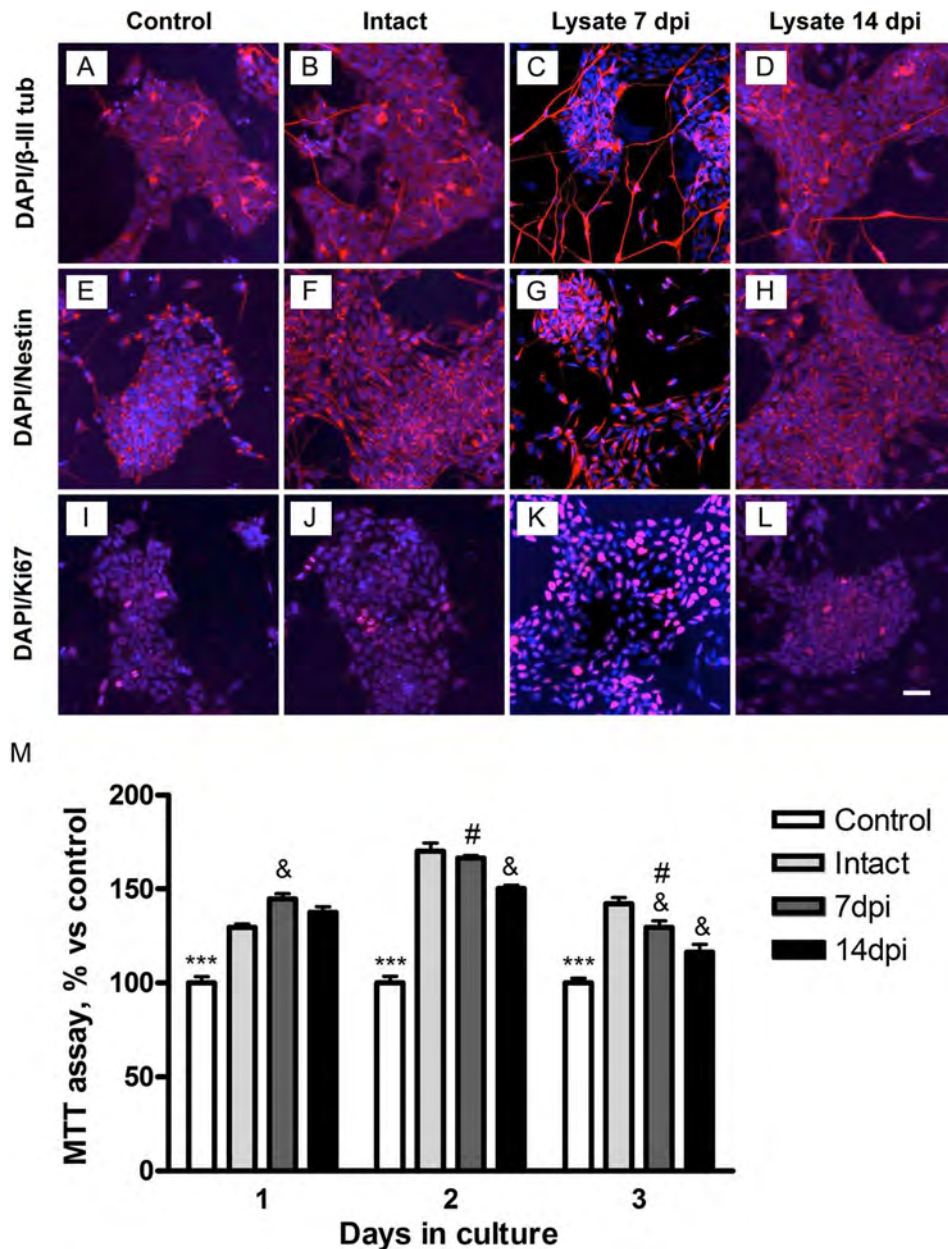 Control Intact Lysate 7 dpi Lysate 14 dpi
DAPI/β-III tub
A B C D
DAPI/Nestin
E F G H
DAPI/Ki67
I J K L
M
MTT assay, % vs control
200
150
100
50
0
*** & *** # & *** # & &
1 2 3
Days in culture
Control
Intact
7dpi
14dpi